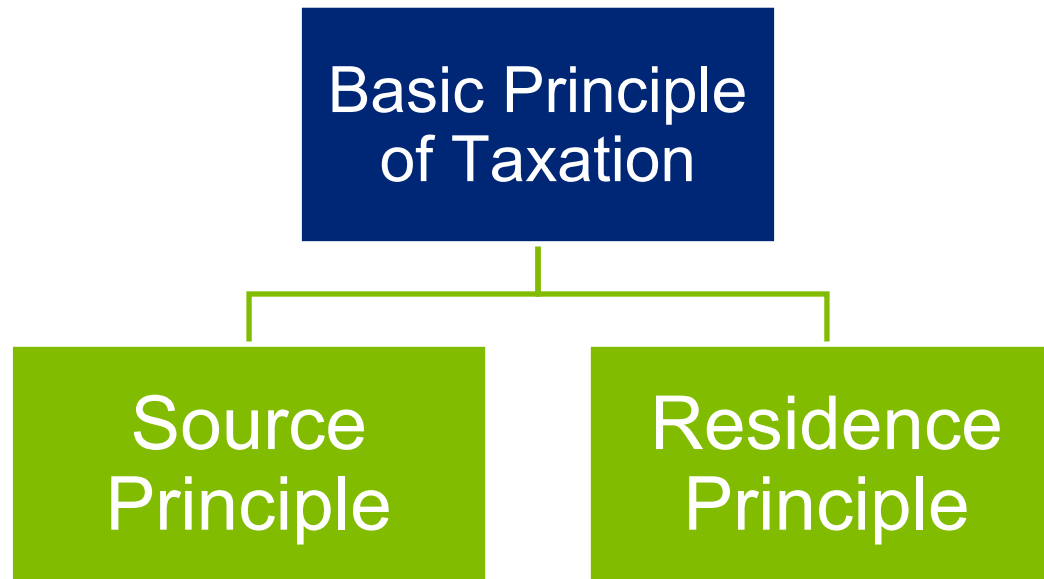 Basic Principle
of Taxation
Source
Principle
Residence
Principle